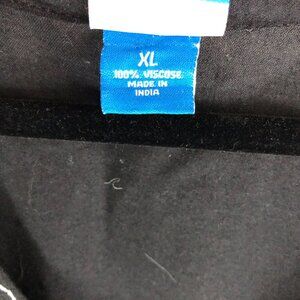 XL
100% VISCOSE
MADE IN
INDIA